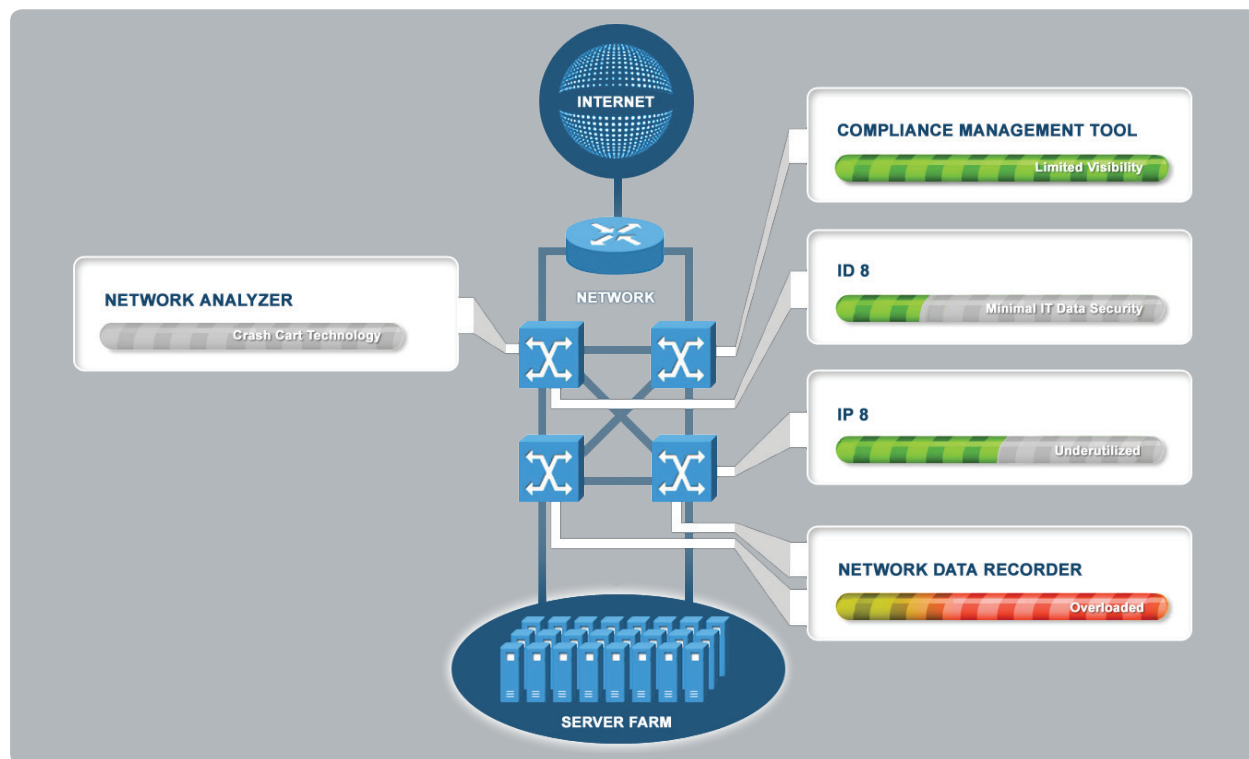 INTERNET
COMPLIANCE MANAGEMENT TOOL
Limited Visibility
ID 8
Minimal IT Data Security
NETWORK
NETWORK ANALYZER
Crash Cart Technology
IP 8
Underutilized
NETWORK DATA RECORDER
Overloaded
SERVER FARM